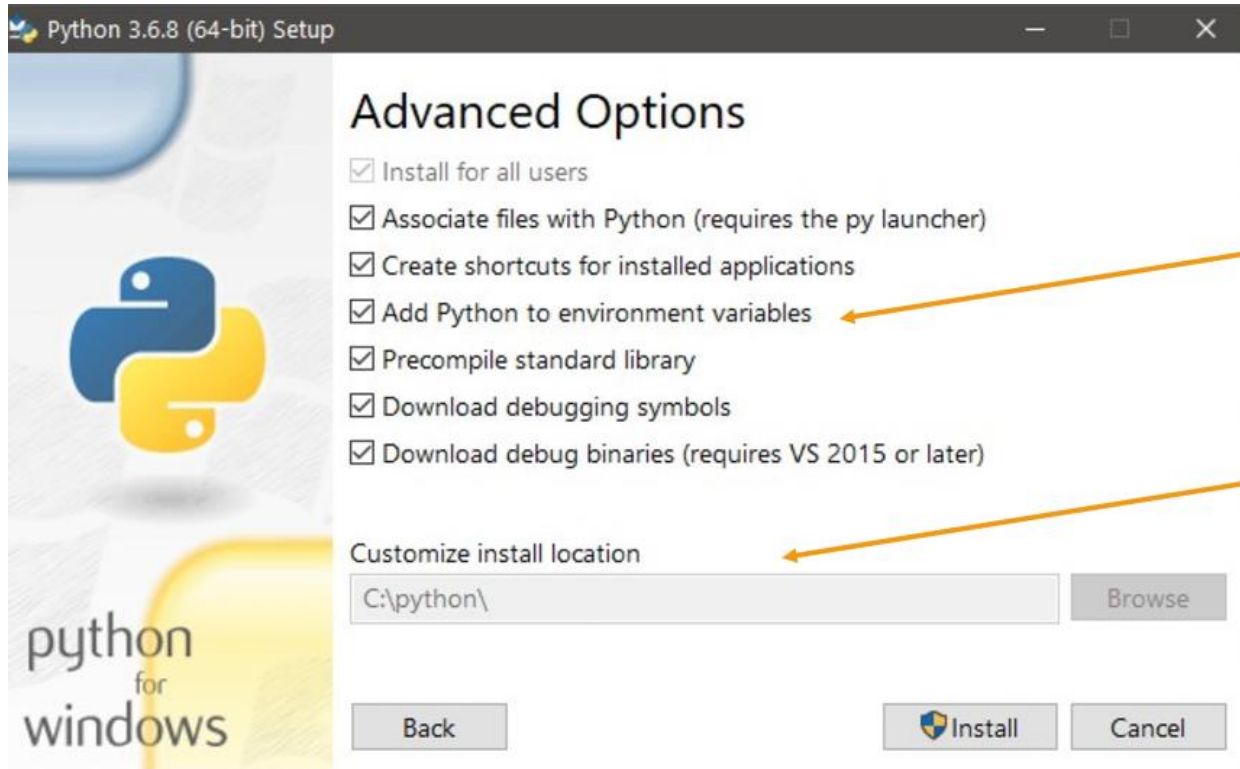 Python 3.6.8 (64-bit) Setup
Advanced Options
Install for all users
Associate files with Python (requires the py launcher)
Create shortcuts for installed applications
Add Python to environment variables
Precompile standard library
Download debugging symbols
Download debug binaries (requires VS 2015 or later)
Customize install location
C:\python\
Browse
python
for
windows
Back
Install
Cancel